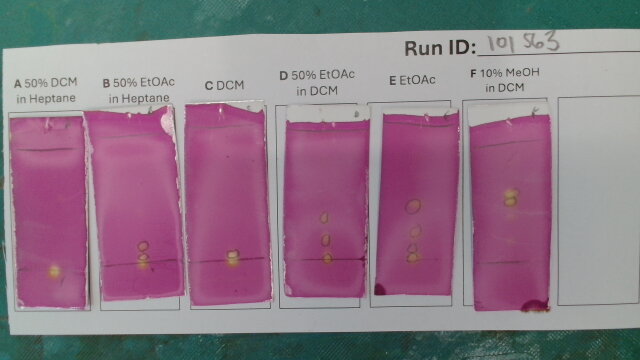 Run ID: 101563
A 50% DCM
in Heptane
B 50% EtOAc
in Heptane
C DCM
D 50% EtOAc
in DCM
E EtOAc
F 10% MeOH
in DCM